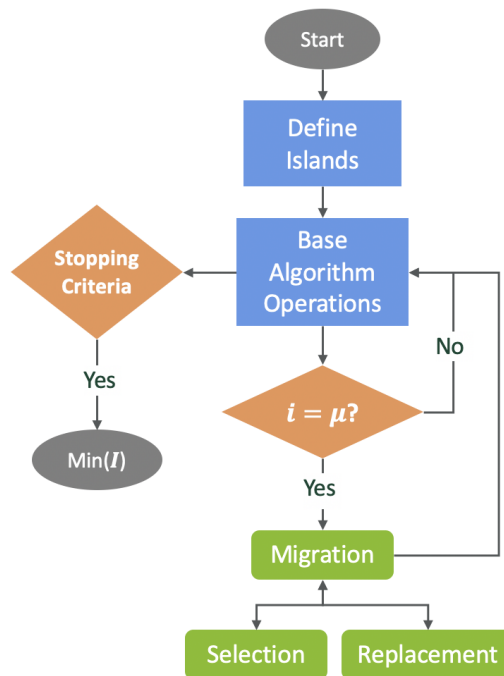 Start
Define
Islands
Stopping
Criteria
Base
Algorithm
Operations
No
Yes
i = μ?
Min(I)
Yes
Migration
Selection
Replacement